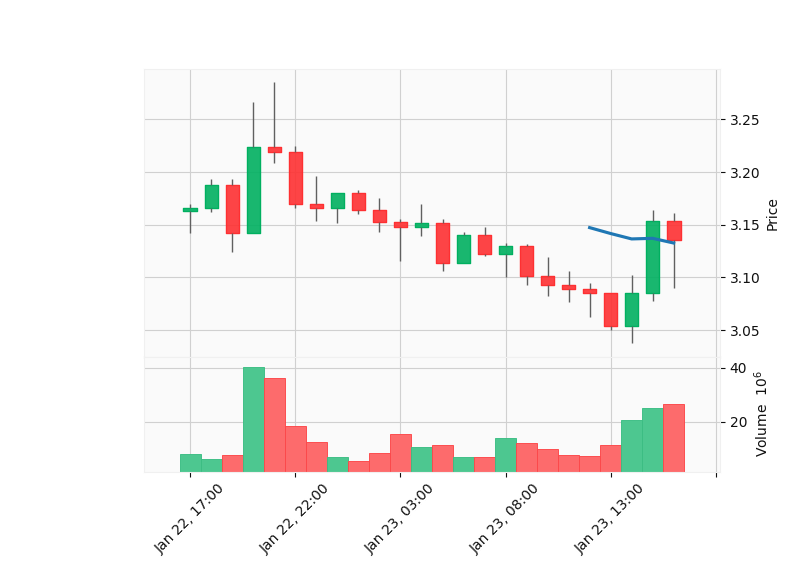 3.25
3.20
3.15
3.10
3.05
Price
40
20
Volume 10^6
Jan 22, 17:00
Jan 22, 22:00
Jan 23, 03:00
Jan 23, 08:00
Jan 23, 13:00